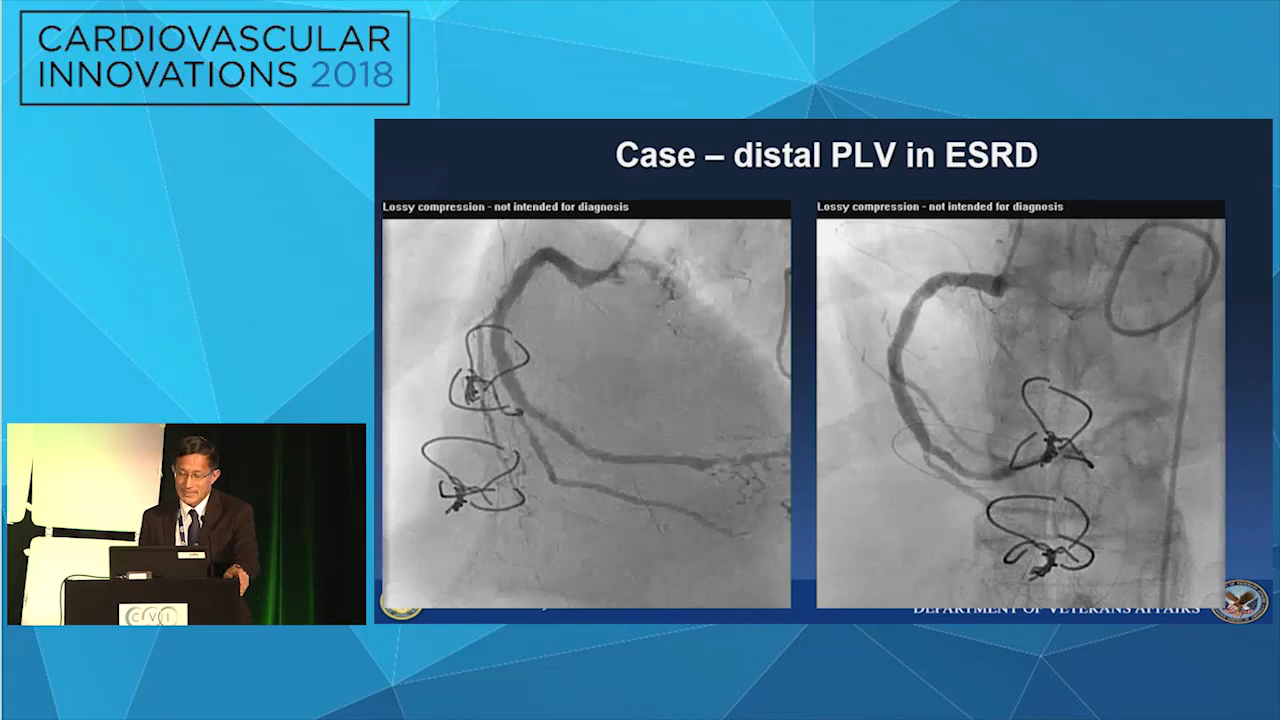 CARDIOVASCULAR
INNOVATIONS 2018
Case – distal PLV in ESRD
Lossy compression - not intended for diagnosis
Lossy compression - not intended for diagnosis
DEPARTMENT OF VETERANS AFFAIRS
CVI